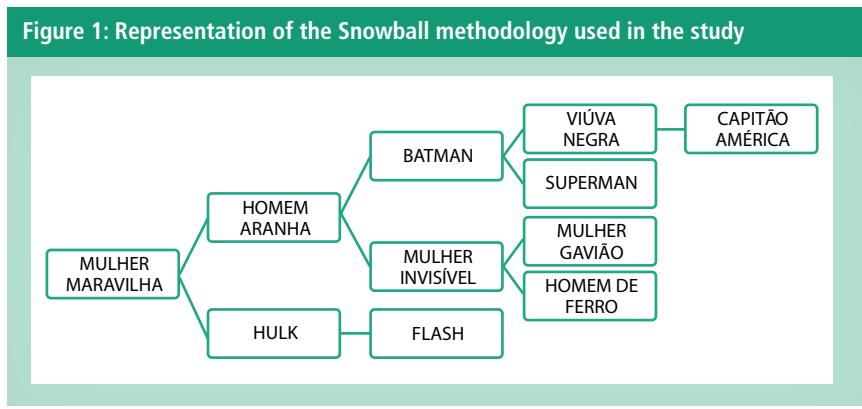 Figure 1: Representation of the Snowball methodology used in the study
VIÚVA
NEGRA
CAPITÃO
AMÉRICA
BATMAN
SUPERMAN
HOMEM
ARANHA
MULHER
GAVIÃO
MULHER
INVISÍVEL
MULHER
MARAVILHA
HOMEM DE
FERRO
HULK
FLASH